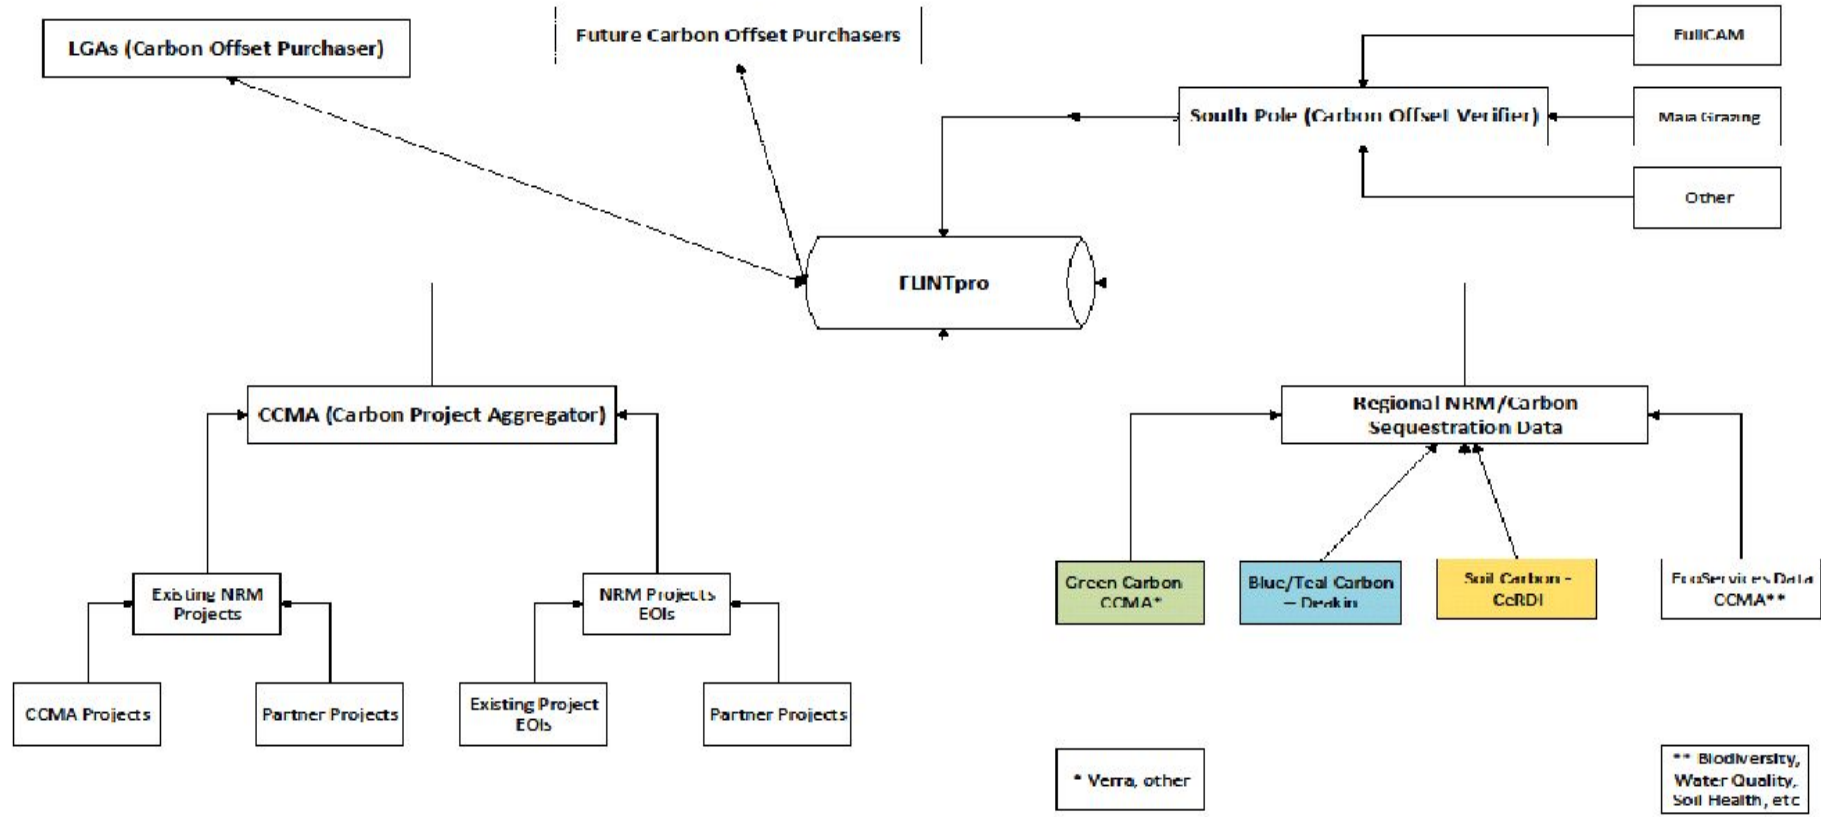 LGAs (Carbon Offset Purchaser)
Future Carbon Offset Purchasers
FullCAM
South Pole (Carbon Offset Verifier)
Maia Grazing
Other
FLINTpro
CCMA (Carbon Project Aggregator)
Regional NRM/Carbon
Sequestration Data
Existing NRM
Projects
NRM Projects
EOIs
Green Carbon
CCMA*
Blue/Teal Carbon
– Deakin
Soil Carbon -
CeRDI
EcoServices Data
CCMA**
CCMA Projects
Partner Projects
Existing Project
EOIs
Partner Projects
* Verra, other
** Biodiversity,
Water Quality,
Soil Health, etc